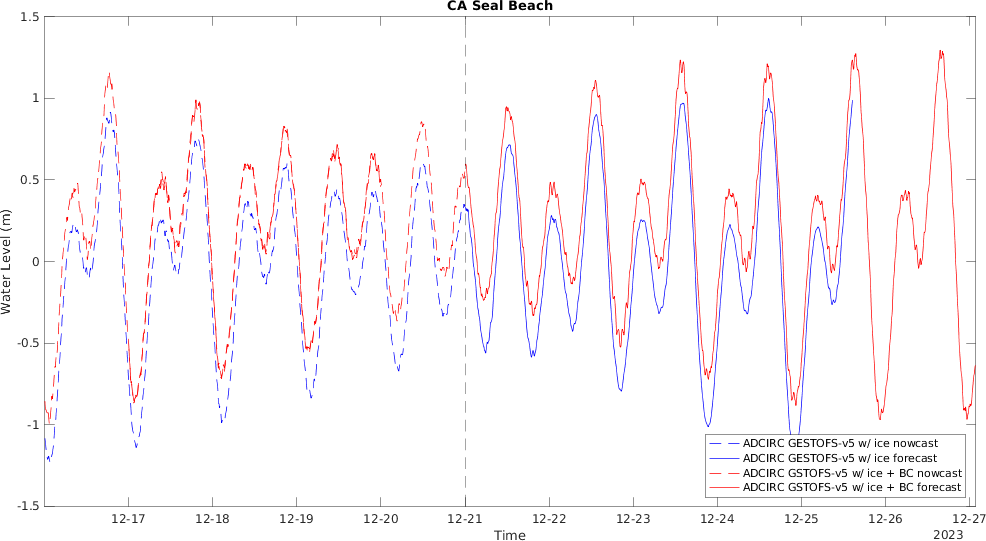 CA Seal Beach
1.5
1
0.5
0
-0.5
-1
-1.5
Water Level (m)
12-17 12-18 12-19 12-20 12-21 12-22 12-23 12-24 12-25 12-26 12-27
Time
2023
ADCIRC GESTOFS-v5 w/ ice nowcast
ADCIRC GESTOFS-v5 w/ ice forecast
ADCIRC GSTOFS-v5 w/ ice + BC nowcast
ADCIRC GSTOFS-v5 w/ ice + BC forecast